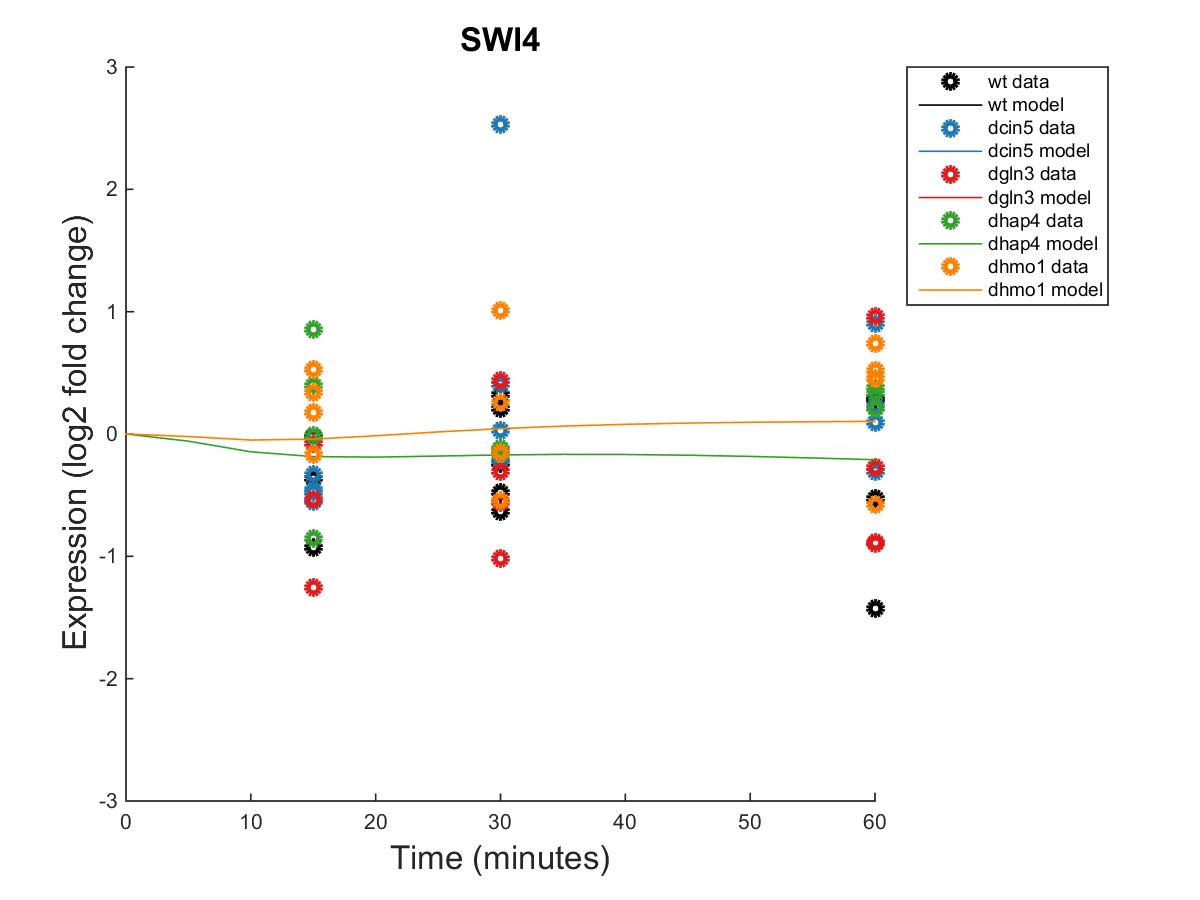 SWI4
3
2
1
0
-1
-2
-3
0 10 20 30 40 50 60
Expression (log2 fold change)
Time (minutes)
wt data
wt model
dcin5 data
dcin5 model
dgln3 data
dgln3 model
dhap4 data
dhap4 model
dhmo1 data
dhmo1 model